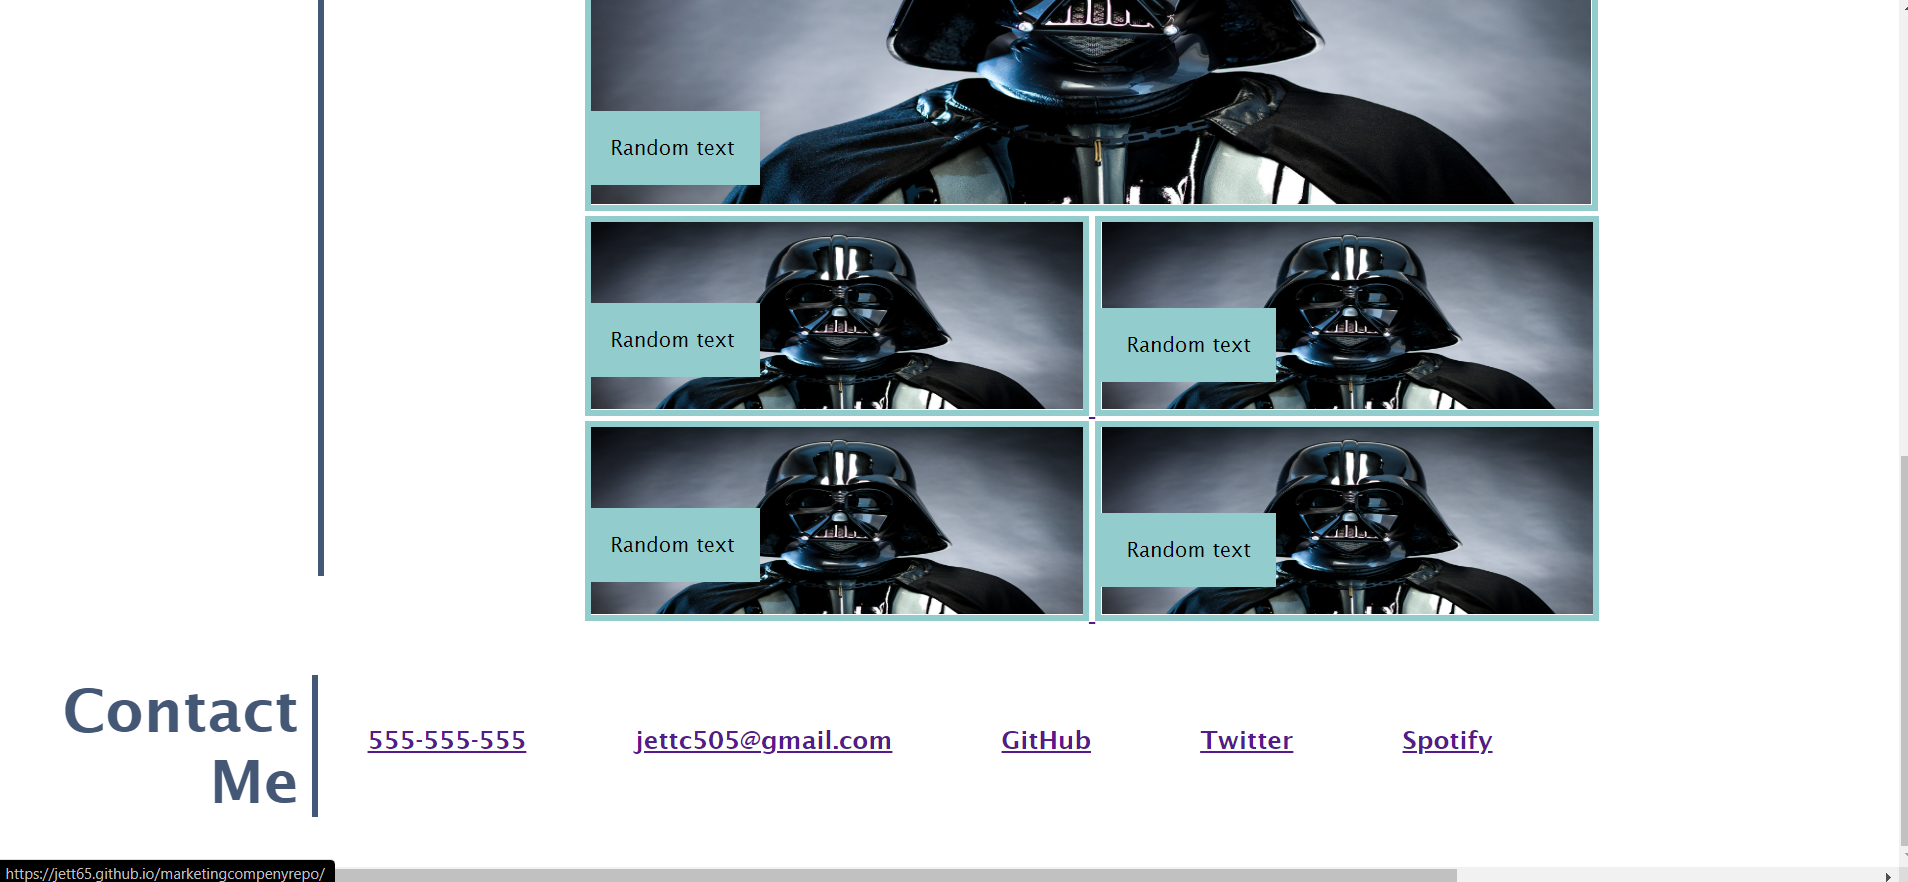 Random text
Random text
Random text
Random text
Random text
Contact
Me
555-555-555
jettc505@gmail.com
GitHub
Twitter
Spotify
https://jett65.github.io/marketingcompenyrepo/